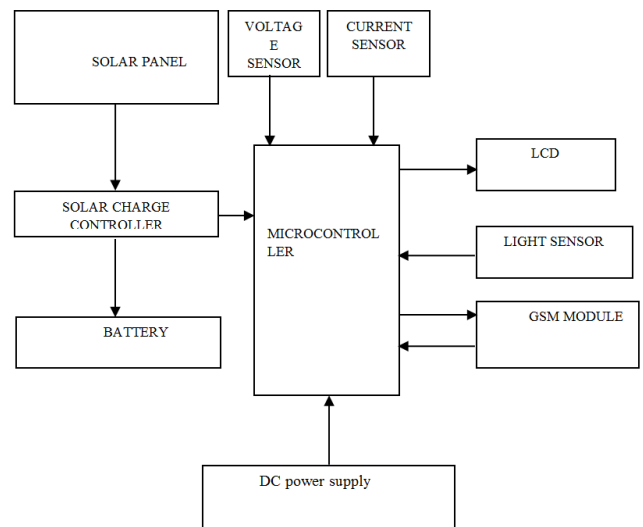 SOLAR PANEL
VOLTAG
E
SENSOR
CURRENT
SENSOR
LCD
SOLAR CHARGE
CONTROLLER
MICROCONTROL
LER
LIGHT SENSOR
GSM MODULE
BATTERY
DC power supply